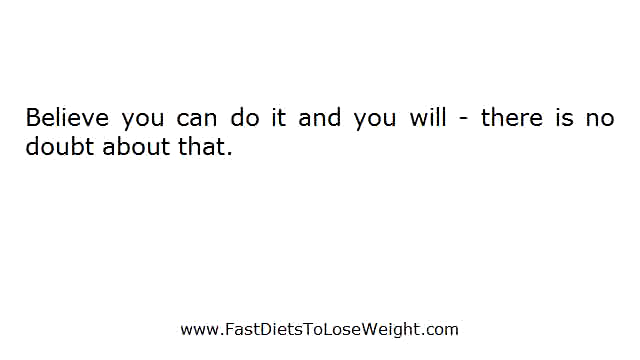 Believe you can do it and you will - there is no
doubt about that.
www.FastDietsToLoseWeight.com